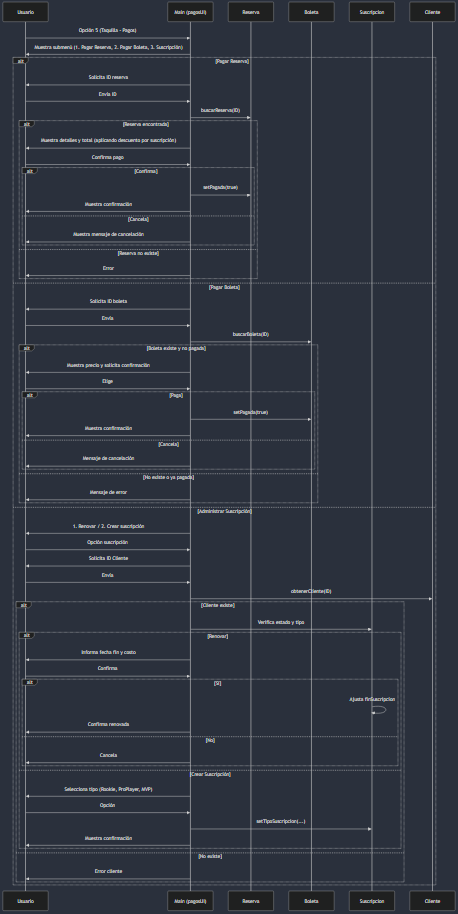 Usuario Main (pagosUI) Reserva Boleta Suscripcion Cliente
Opción 5 (Taquilla - Pagos)
Muestra submenú (1. Pagar Reserva, 2. Pagar Boleta, 3. Suscripción)
alt [Pagar Reserva]
Solicita ID reserva
Envía ID
buscarReserva(ID)
alt [Reserva encontrada]
Muestra detalles y total (aplicando descuento por suscripción)
Confirma pago
alt [Confirma]
setPagada(true)
Muestra confirmación
[Cancela]
Muestra mensaje de cancelación
[Reserva no existe]
Error
[Pagar Boleta]
Solicita ID boleta
Envía
buscarBoleta(ID)
alt [Boleta existe y no pagada]
Muestra precio y solicita confirmación
Elige
alt [Paga]
setPagada(true)
Muestra confirmación
[Cancela]
Mensaje de cancelación
[No existe o ya pagada]
Mensaje de error
[Administrar Suscripción]
1. Renovar / 2. Crear suscripción
Opción suscripción
Solicita ID Cliente
Envía
obtenerCliente(ID)
alt [Cliente existe]
Verifica estado y tipo
alt [Renovar]
Informa fecha fin y costo
Confirma
alt [Sí]
Ajusta finSuscripcion
Confirma renovada
[No]
Cancela
[Crear Suscripción]
Selecciona tipo (Rookie, ProPlayer, MVP)
Opción
setTipoSuscripcion(...)
Muestra confirmación
[No existe]
Error cliente
Usuario Main (pagosUI) Reserva Boleta Suscripcion Cliente